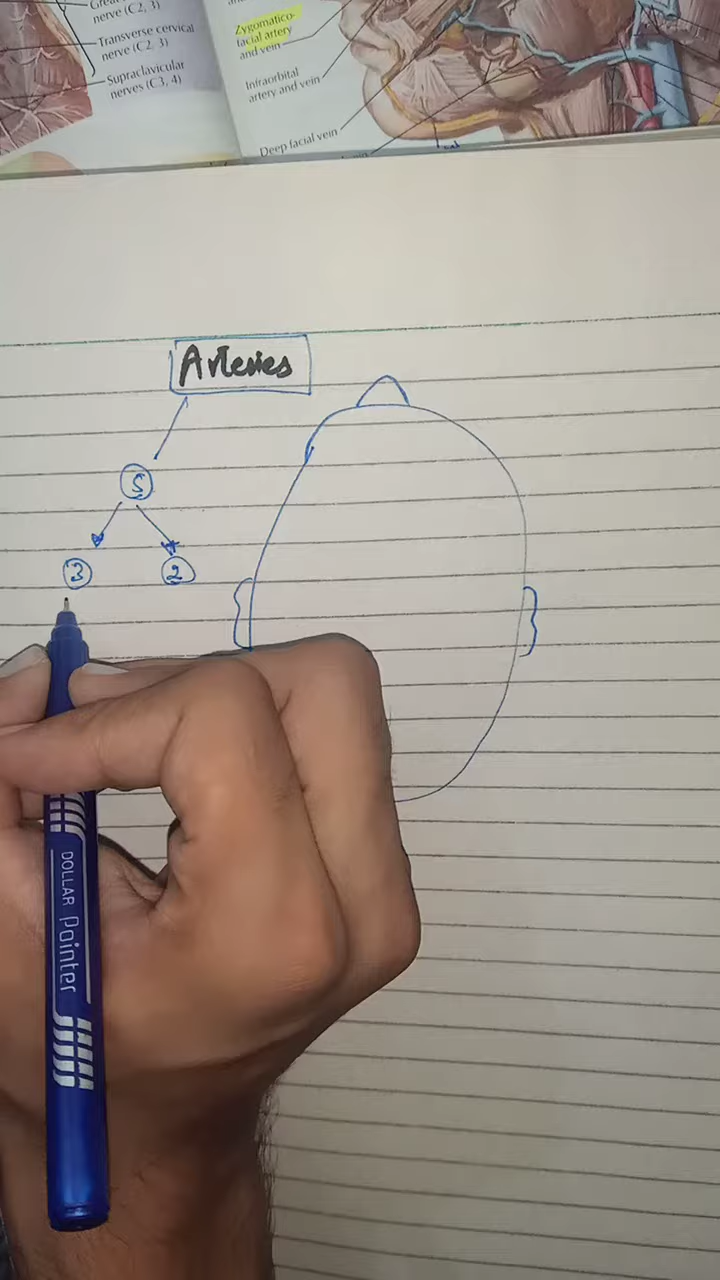 Great
nerve (C2, 3)
Transverse cervical
nerve (C2, 3)
Supraclavicular
nerves (C3, 4)
Zygomatico-
facial artery
and vein
Infraorbital
artery and vein
Deep facial vein
Arteries
5
3
2
DOLLAR Pointer